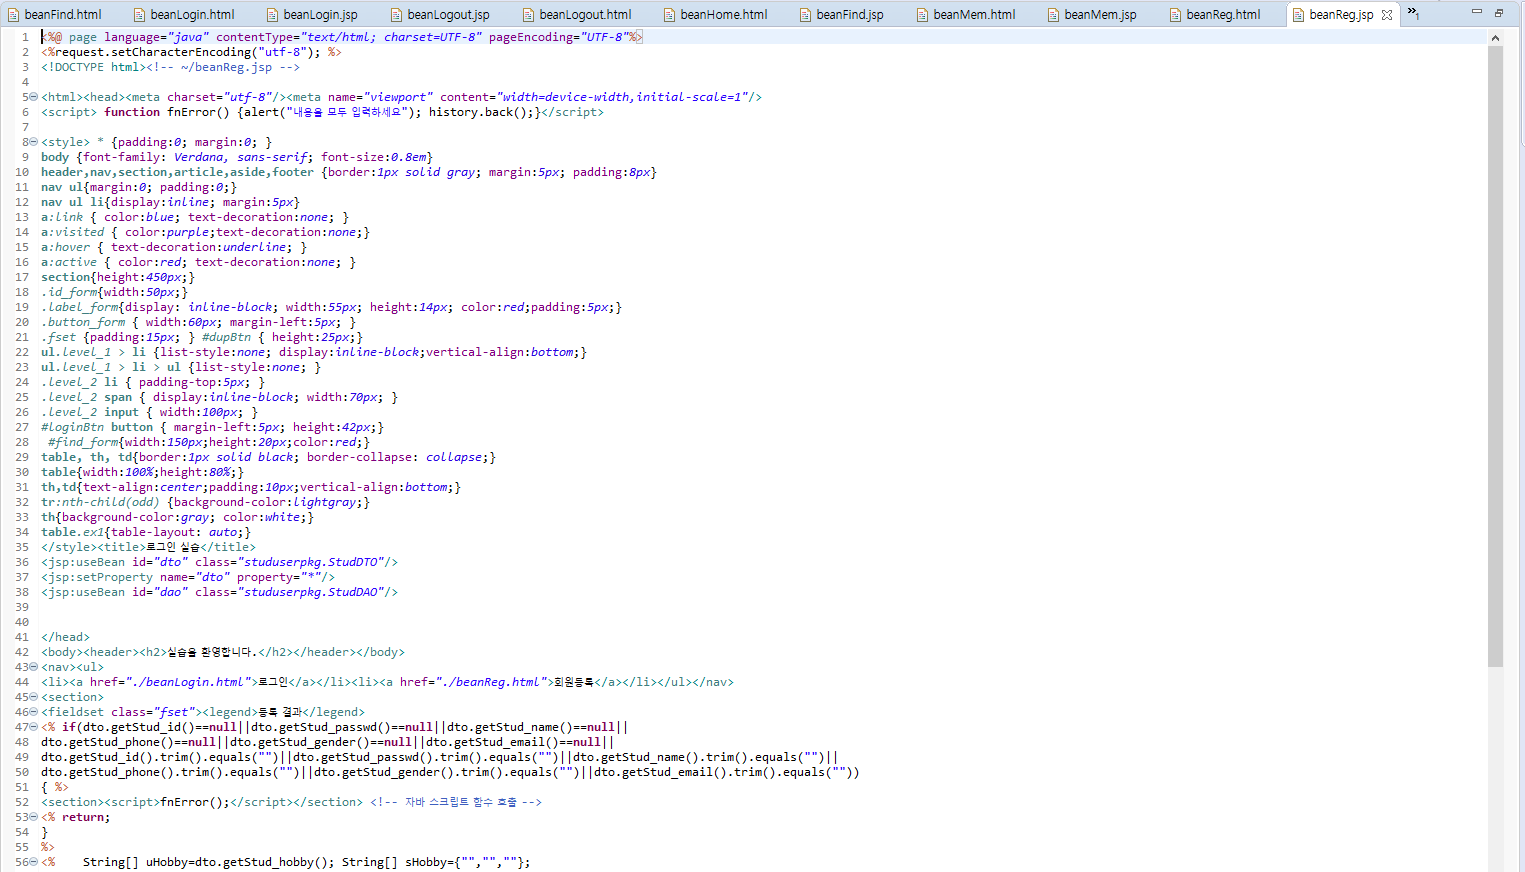 beanFind.html beanLogin.html beanLogin.jsp beanLogout.jsp beanLogout.html beanHome.html beanFind.jsp beanMem.html beanMem.jsp beanReg.html beanReg.jsp »1
1 <%@ page language="java" contentType="text/html; charset=UTF-8" pageEncoding="UTF-8"%>
2 <%request.setCharacterEncoding("utf-8"); %>
3 <!DOCTYPE html><!-- ~/beanReg.jsp -->
4
5 <html><head><meta charset="utf-8"/><meta name="viewport" content="width=device-width,initial-scale=1"/>
6 <script> function fnError() {alert("내용을 모두 입력하세요"); history.back();}</script>
7
8 <style> * {padding:0; margin:0; }
9 body {font-family: Verdana, sans-serif; font-size:0.8em}
10 header,nav,section,article,aside,footer {border:1px solid gray; margin:5px; padding:8px}
11 nav ul{margin:0; padding:0;}
12 nav ul li{display:inline; margin:5px}
13 a:link { color:blue; text-decoration:none; }
14 a:visited { color:purple;text-decoration:none;}
15 a:hover { text-decoration:underline; }
16 a:active { color:red; text-decoration:none; }
17 section{height:450px;}
18 .id_form{width:50px;}
19 .label_form{display: inline-block; width:55px; height:14px; color:red;padding:5px;}
20 .button_form { width:60px; margin-left:5px; }
21 .fset {padding:15px; } #dupBtn { height:25px;}
22 ul.level_1 > li {list-style:none; display:inline-block;vertical-align:bottom;}
23 ul.level_1 > li > ul {list-style:none; }
24 .level_2 li { padding-top:5px; }
25 .level_2 span { display:inline-block; width:70px; }
26 .level_2 input { width:100px; }
27 #loginBtn button { margin-left:5px; height:42px;}
28 #find_form{width:150px;height:20px;color:red;}
29 table, th, td{border:1px solid black; border-collapse: collapse;}
30 table{width:100%;height:80%;}
31 th,td{text-align:center;padding:10px;vertical-align:bottom;}
32 tr:nth-child(odd) {background-color:lightgray;}
33 th{background-color:gray; color:white;}
34 table.ex1{table-layout: auto;}
35 </style><title>로그인 실습</title>
36 <jsp:useBean id="dto" class="studuserpkg.StudDTO"/>
37 <jsp:setProperty name="dto" property="*"/>
38 <jsp:useBean id="dao" class="studuserpkg.StudDAO"/>
39
40
41 </head>
42 <body><header><h2>실습을 환영합니다.</h2></header></body>
43 <nav><ul>
44 <li><a href="./beanLogin.html">로그인</a></li><li><a href="./beanReg.html">회원등록</a></li></ul></nav>
45 <section>
46 <fieldset class="fset"><legend>등록 결과</legend>
47 <% if(dto.getStud_id()==null||dto.getStud_passwd()==null||dto.getStud_name()==null||
48 dto.getStud_phone()==null||dto.getStud_gender()==null||dto.getStud_email()==null||
49 dto.getStud_id().trim().equals("")||dto.getStud_passwd().trim().equals("")||dto.getStud_name().trim().equals("")||
50 dto.getStud_phone().trim().equals("")||dto.getStud_gender().trim().equals("")||dto.getStud_email().trim().equals(""))
51 { %>
52 <section><script>fnError();</script></section> <!-- 자바 스크립트 함수 호출 -->
53 <% return;
54 }
55 %>
56 <% String[] uHobby=dto.getStud_hobby(); String[] sHobby={"","",""};